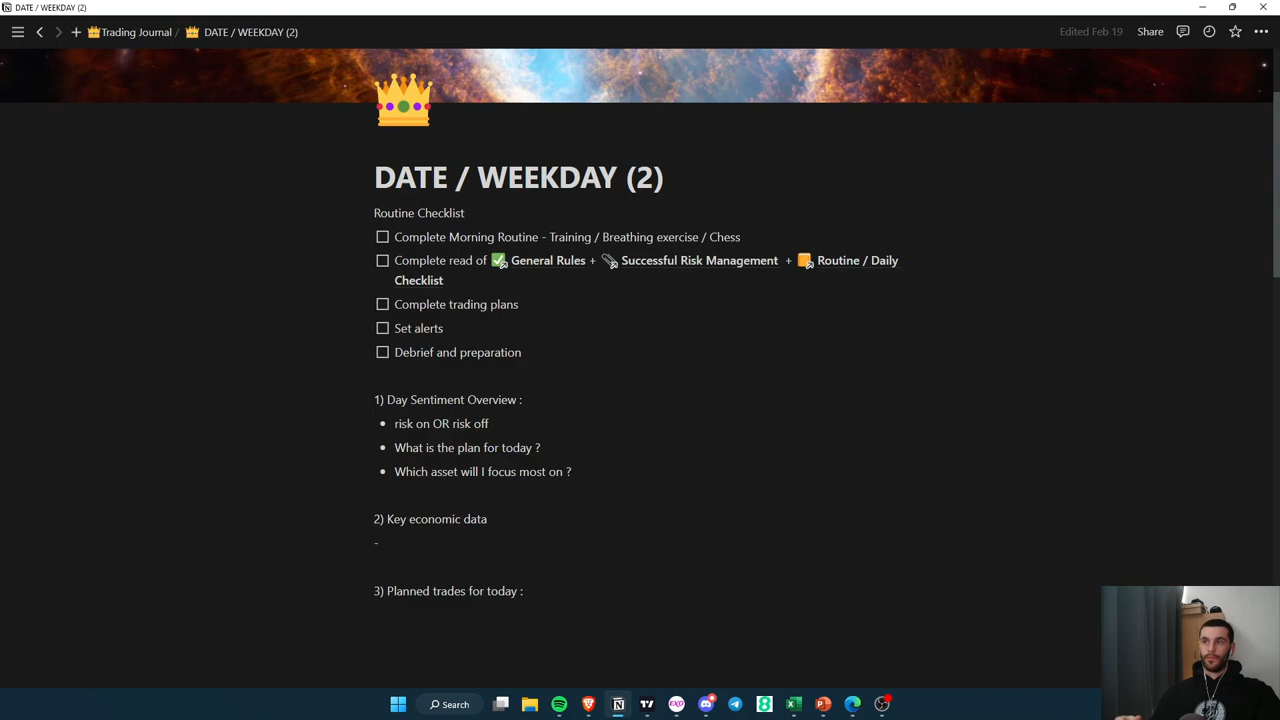 DATE / WEEKDAY (2)
Trading Journal / DATE / WEEKDAY (2)
Edited Feb 19 Share
DATE / WEEKDAY (2)
Routine Checklist
Complete Morning Routine - Training / Breathing exercise / Chess
Complete read of General Rules + Successful Risk Management + Routine / Daily
Checklist
Complete trading plans
Set alerts
Debrief and preparation
1) Day Sentiment Overview :
• risk on OR risk off
• What is the plan for today ?
• Which asset will I focus most on ?
2) Key economic data
-
3) Planned trades for today :
Search
EXO